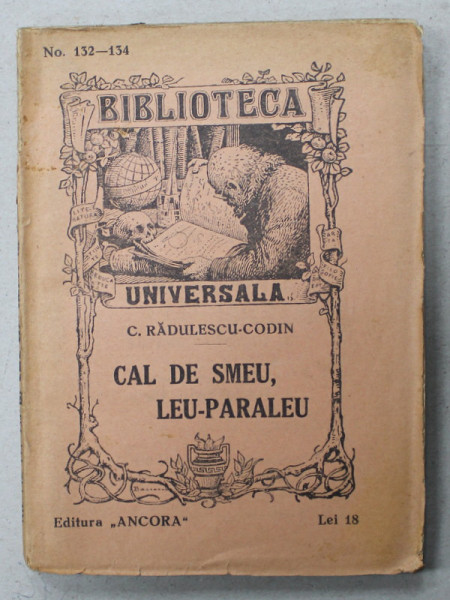 No. 132—134
BIBLIOTECA
UNIVERSALA
C. RĂDULESCU-CODIN
CAL DE SMEU,
LEU-PARALEU
Editura „ANCORA“
Lei 18